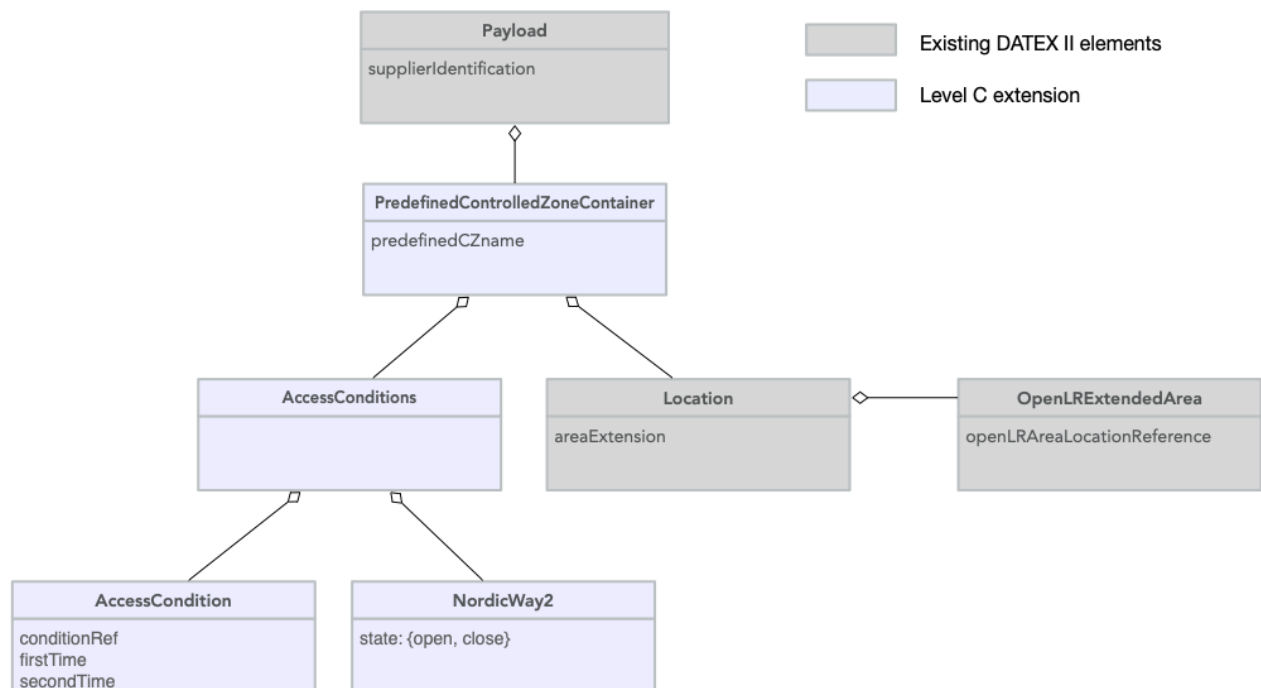 Payload
supplierIdentification
Existing DATEX II elements
Level C extension
PredefinedControlledZoneContainer
predefinedCZname
AccessConditions
Location
areaExtension
OpenLRExtendedArea
openLRAreaLocationReference
AccessCondition
conditionRef
firstTime
secondTime
NordicWay2
state: {open, close}